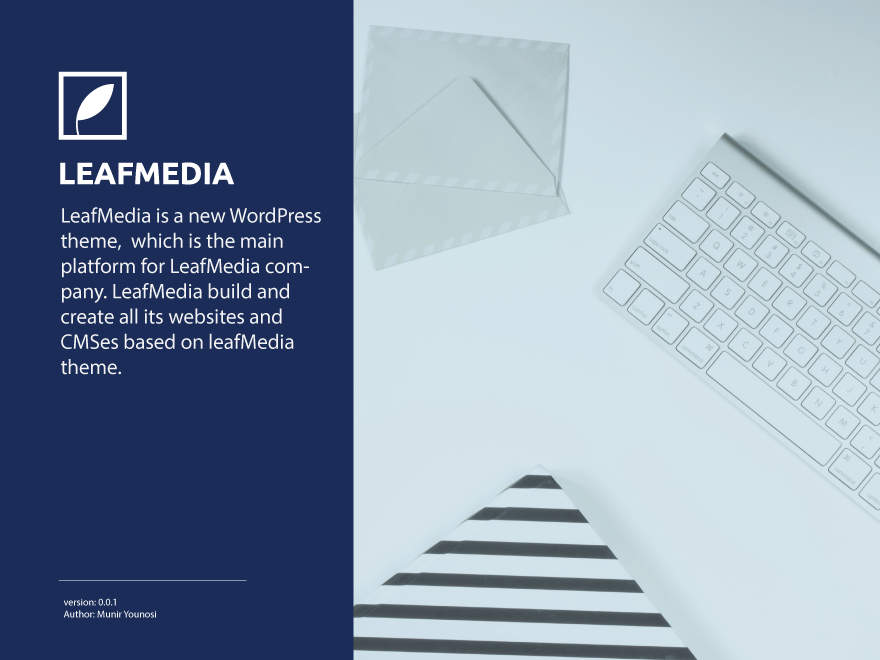 LEAFMEDIA
LeafMedia is a new WordPress
theme,  which is the main
platform for LeafMedia com-
pany. LeafMedia build and
create all its websites and
CMSes based on leafMedia
theme.
version: 0.0.1
Author: Munir Younosi